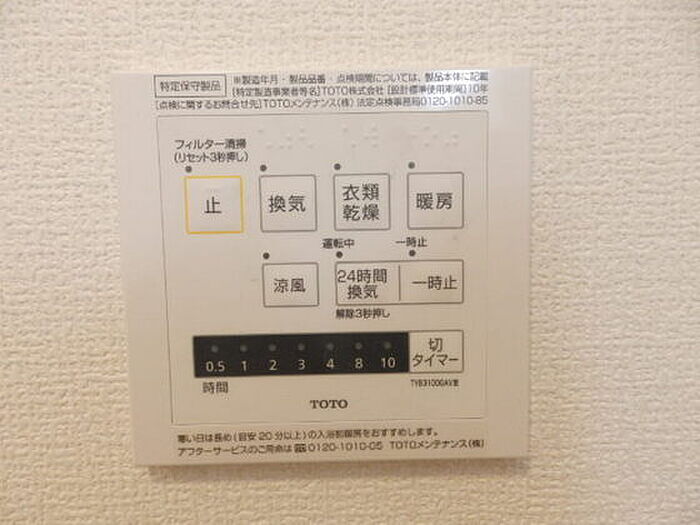 特定保守製品
※製造年月・製品品番・点検期間については、製品本体に記載
[特定製造事業者等名]TOTO株式会社 [設計標準使用期間]10年
[点検に関するお問合せ先]TOTOメンテナンス(株) 法定点検事務局0120-1010-85
フィルター清掃
(リセット3秒押し)
止
換気
衣類
乾燥
暖房
運転中
一時止
涼風
24時間
換気
一時止
解除3秒押し
0.5 1 2 3 4 8 10
切
タイマー
時間
TOTO
寒い日は長め(目安20分以上)の入浴前暖房をおすすめします。
アフターサービスのご用命は 0120-1010-05 TOTOメンテナンス(株)